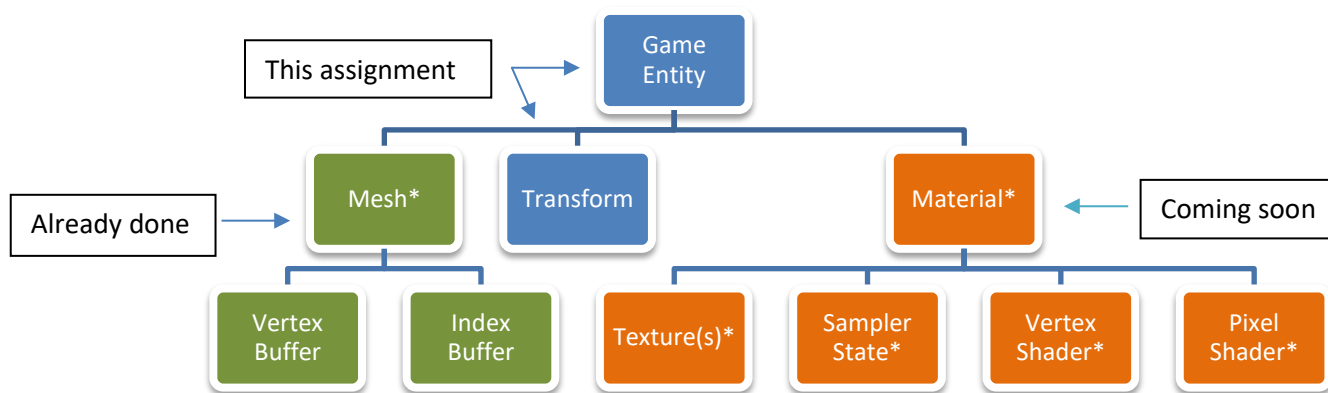 Game
Entity
This assignment
Mesh*
Transform
Material*
Already done
Coming soon
Vertex
Buffer
Index
Buffer
Texture(s)*
Sampler
State*
Vertex
Shader*
Pixel
Shader*